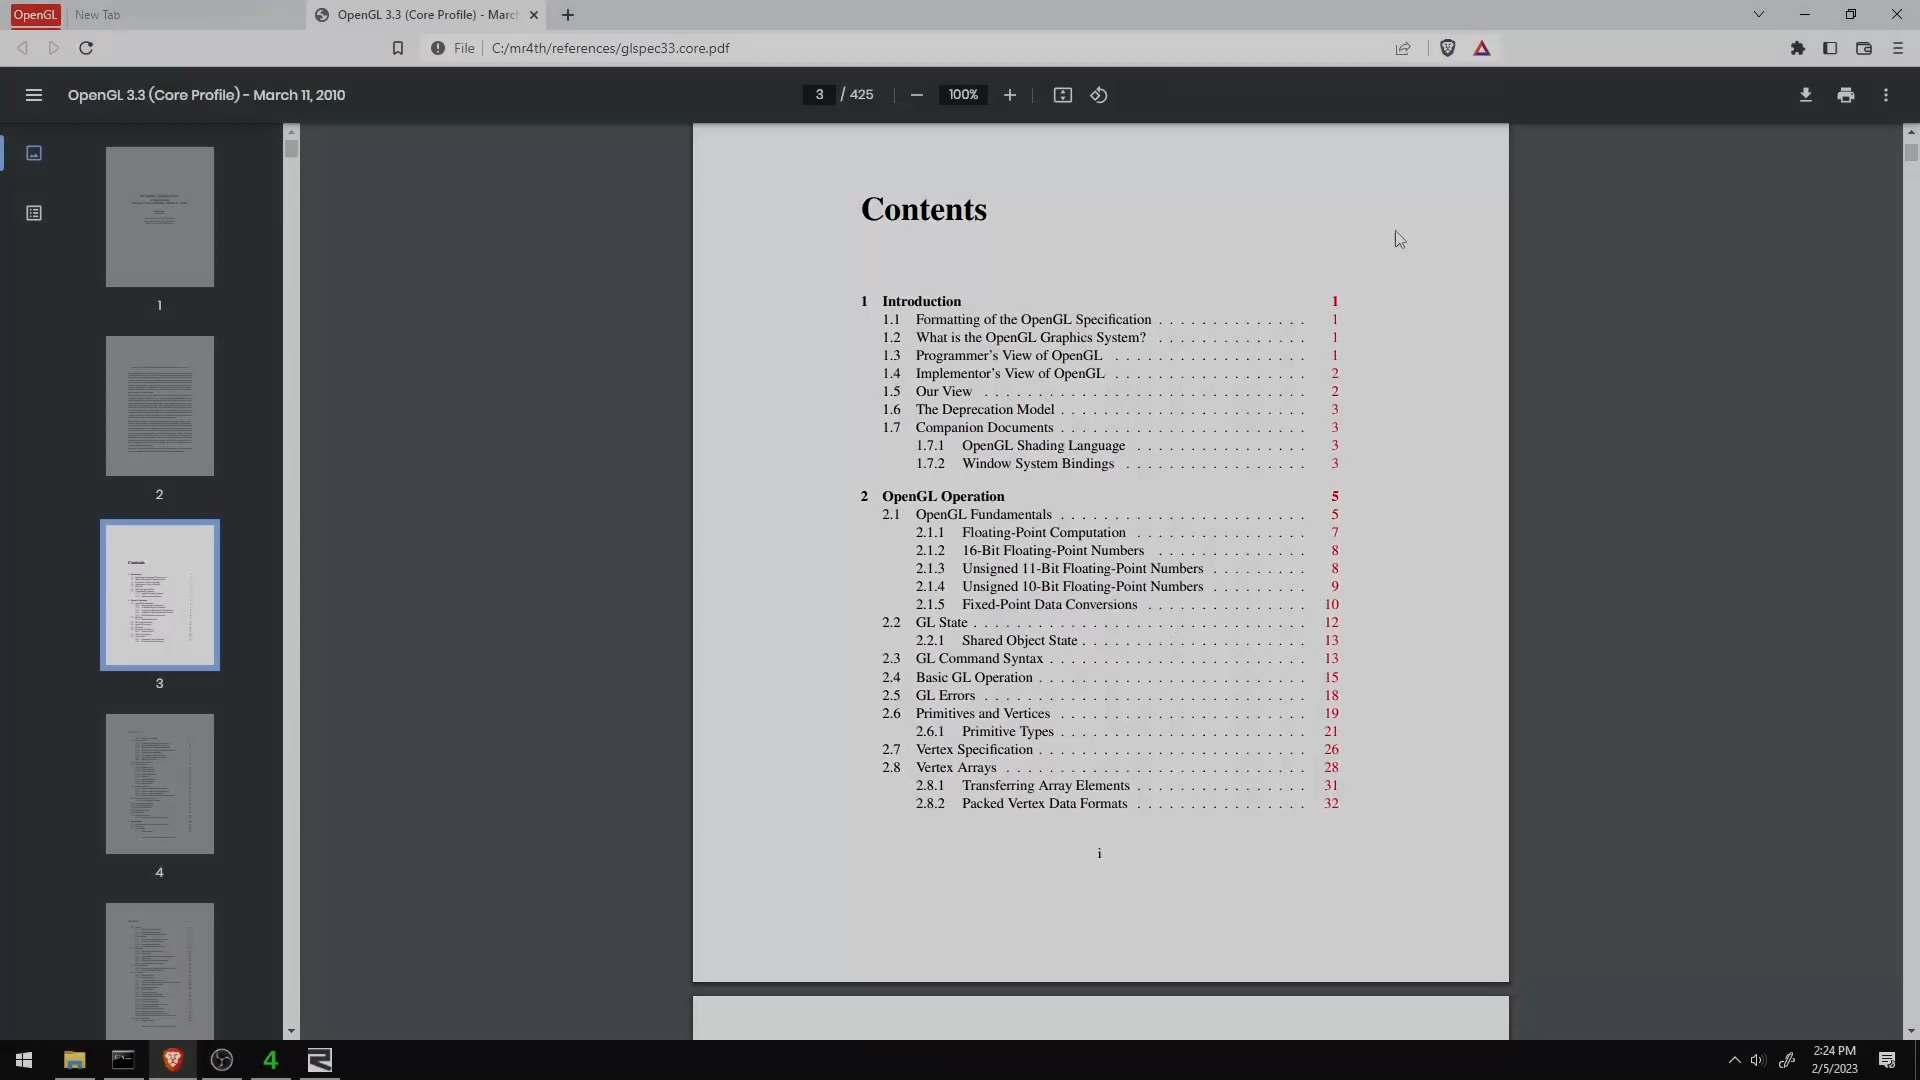 OpenGL New Tab OpenGL 3.3 (Core Profile) - Marc
File C:/mr4th/references/glspec33.core.pdf
OpenGL 3.3 (Core Profile) - March 11, 2010 3 / 425 100%
Contents
1 Introduction 1
1.1 Formatting of the OpenGL Specification . . . . . . . . . . . . . . 1
1.2 What is the OpenGL Graphics System? . . . . . . . . . . . . . . 1
1.3 Programmer's View of OpenGL . . . . . . . . . . . . . . . . . . 1
1.4 Implementor's View of OpenGL . . . . . . . . . . . . . . . . . . 2
1.5 Our View . . . . . . . . . . . . . . . . . . . . . . . . . . . . 2
1.6 The Deprecation Model . . . . . . . . . . . . . . . . . . . . . . 3
1.7 Companion Documents . . . . . . . . . . . . . . . . . . . . . . 3
1.7.1 OpenGL Shading Language . . . . . . . . . . . . . . . . 3
1.7.2 Window System Bindings . . . . . . . . . . . . . . . . . 3
2 OpenGL Operation 5
2.1 OpenGL Fundamentals . . . . . . . . . . . . . . . . . . . . . . 5
2.1.1 Floating-Point Computation . . . . . . . . . . . . . . . . 7
2.1.2 16-Bit Floating-Point Numbers . . . . . . . . . . . . . . 8
2.1.3 Unsigned 11-Bit Floating-Point Numbers . . . . . . . . . 8
2.1.4 Unsigned 10-Bit Floating-Point Numbers . . . . . . . . . 9
2.1.5 Fixed-Point Data Conversions . . . . . . . . . . . . . . . 10
2.2 GL State . . . . . . . . . . . . . . . . . . . . . . . . . . . . . 12
2.2.1 Shared Object State . . . . . . . . . . . . . . . . . . . . 13
2.3 GL Command Syntax . . . . . . . . . . . . . . . . . . . . . . . 13
2.4 Basic GL Operation . . . . . . . . . . . . . . . . . . . . . . . . 15
2.5 GL Errors . . . . . . . . . . . . . . . . . . . . . . . . . . . . 18
2.6 Primitives and Vertices . . . . . . . . . . . . . . . . . . . . . . 19
2.6.1 Primitive Types . . . . . . . . . . . . . . . . . . . . . . 21
2.7 Vertex Specification . . . . . . . . . . . . . . . . . . . . . . . . 26
2.8 Vertex Arrays . . . . . . . . . . . . . . . . . . . . . . . . . . 28
2.8.1 Transferring Array Elements . . . . . . . . . . . . . . . . 31
2.8.2 Packed Vertex Data Formats . . . . . . . . . . . . . . . . 32
i
1
2
3
4
4
2:24 PM
2/5/2023